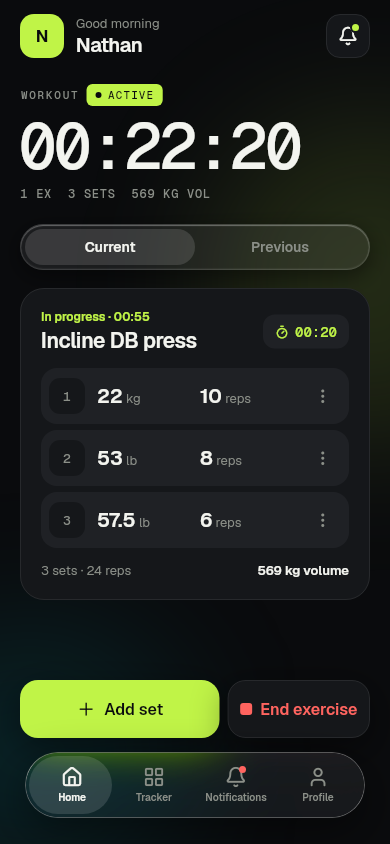 N
Good morning
Nathan
WORKOUT ACTIVE
00:22:20
1 EX 3 SETS 569 KG VOL
Current Previous
In progress · 00:55
Incline DB press
00:20
1 22 kg 10 reps
2 53 lb 8 reps
3 57.5 lb 6 reps
3 sets · 24 reps 569 kg volume
Add set End exercise
Home Tracker Notifications Profile